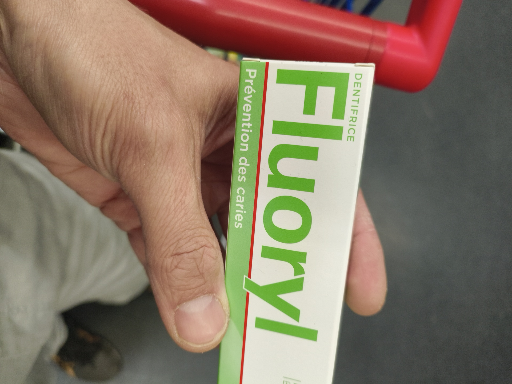 DENTIFRICE
Fluoryl
Prévention des caries